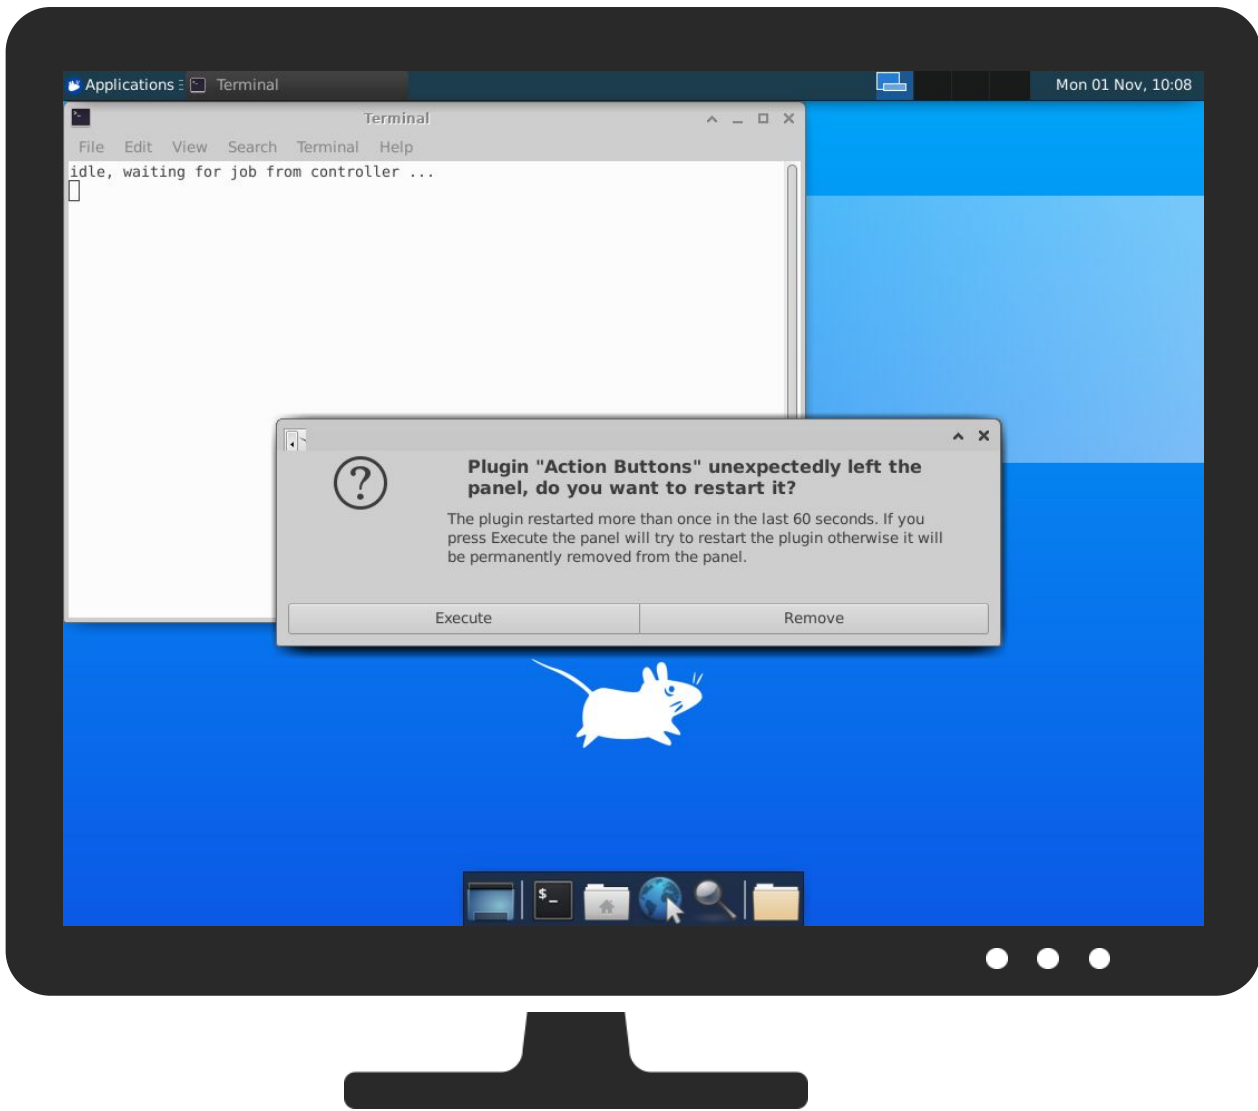 Applications Terminal Mon 01 Nov, 10:08
Terminal
File Edit View Search Terminal Help
idle, waiting for job from controller ...
Plugin "Action Buttons" unexpectedly left the
panel, do you want to restart it?
The plugin restarted more than once in the last 60 seconds. If you
press Execute the panel will try to restart the plugin otherwise it will
be permanently removed from the panel.
Execute Remove
$_